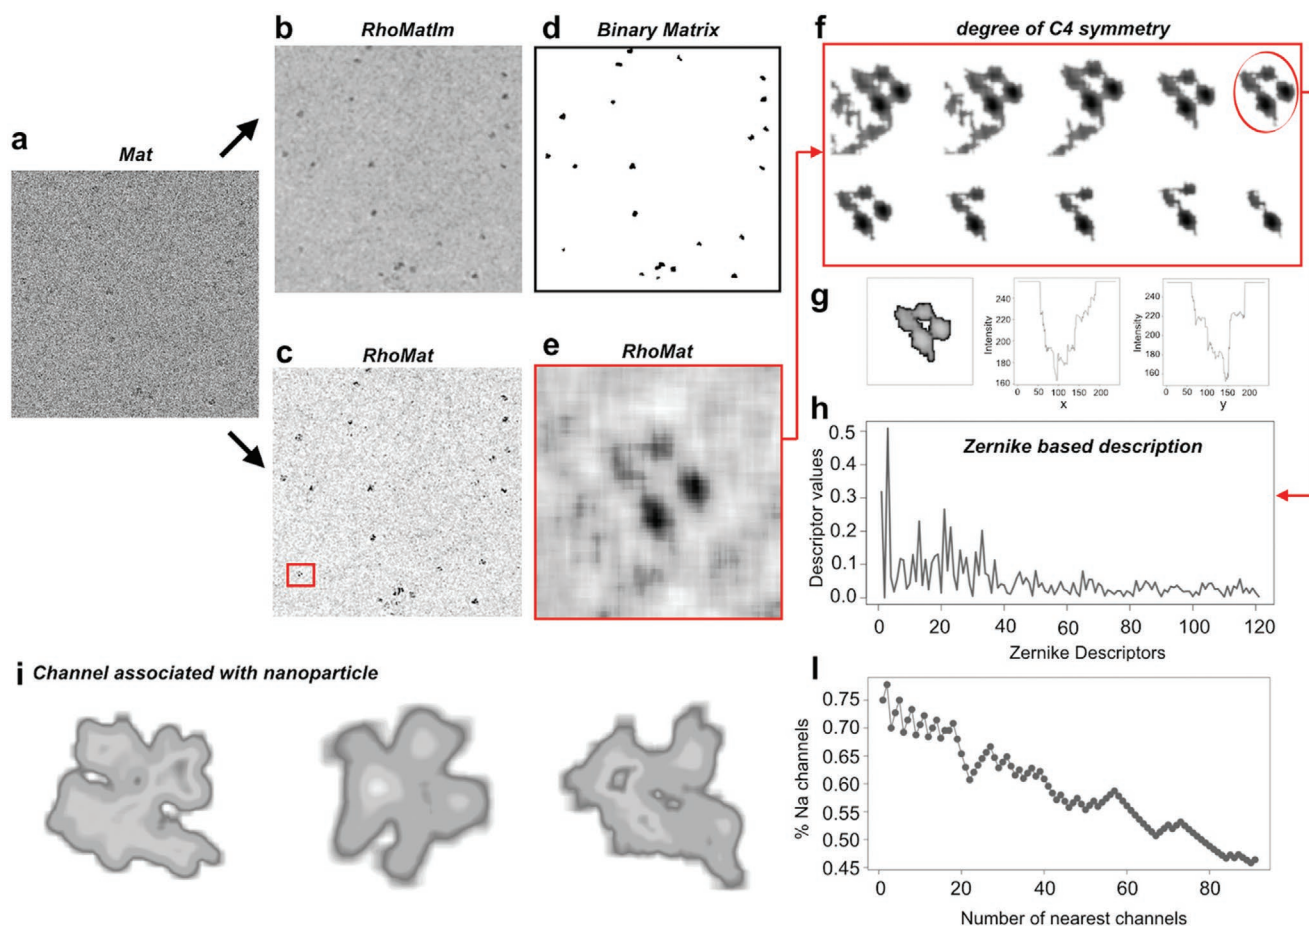 a
Mat
b
RhoMatIm
c
RhoMat
d
Binary Matrix
e
RhoMat
f
degree of C4 symmetry
g
Intensity
240
220
200
180
160
0 50 100 150 200
x
Intensity
240
220
200
180
160
0 50 100 150 200
y
h
Zernike based description
Descriptor values
0.5
0.4
0.3
0.2
0.1
0.0
0 20 40 60 80 100 120
Zernike Descriptors
i Channel associated with nanoparticle
l
% Na channels
0.75
0.70
0.65
0.60
0.55
0.50
0.45
0 20 40 60 80
Number of nearest channels